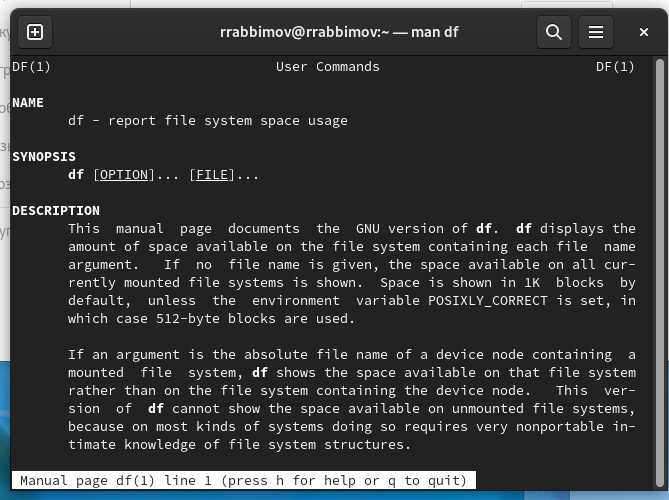 rrabbimov@rrabbimov:~ — man df
DF(1) User Commands DF(1)
NAME
df - report file system space usage
SYNOPSIS
df [OPTION]... [FILE]...
DESCRIPTION
This manual page documents the GNU version of df. df displays the
amount of space available on the file system containing each file name
argument. If no file name is given, the space available on all cur-
rently mounted file systems is shown. Space is shown in 1K blocks by
default, unless the environment variable POSIXLY_CORRECT is set, in
which case 512-byte blocks are used.
If an argument is the absolute file name of a device node containing a
mounted file system, df shows the space available on that file system
rather than on the file system containing the device node. This ver-
sion of df cannot show the space available on unmounted file systems,
because on most kinds of systems doing so requires very nonportable in-
timate knowledge of file system structures.
Manual page df(1) line 1 (press h for help or q to quit)